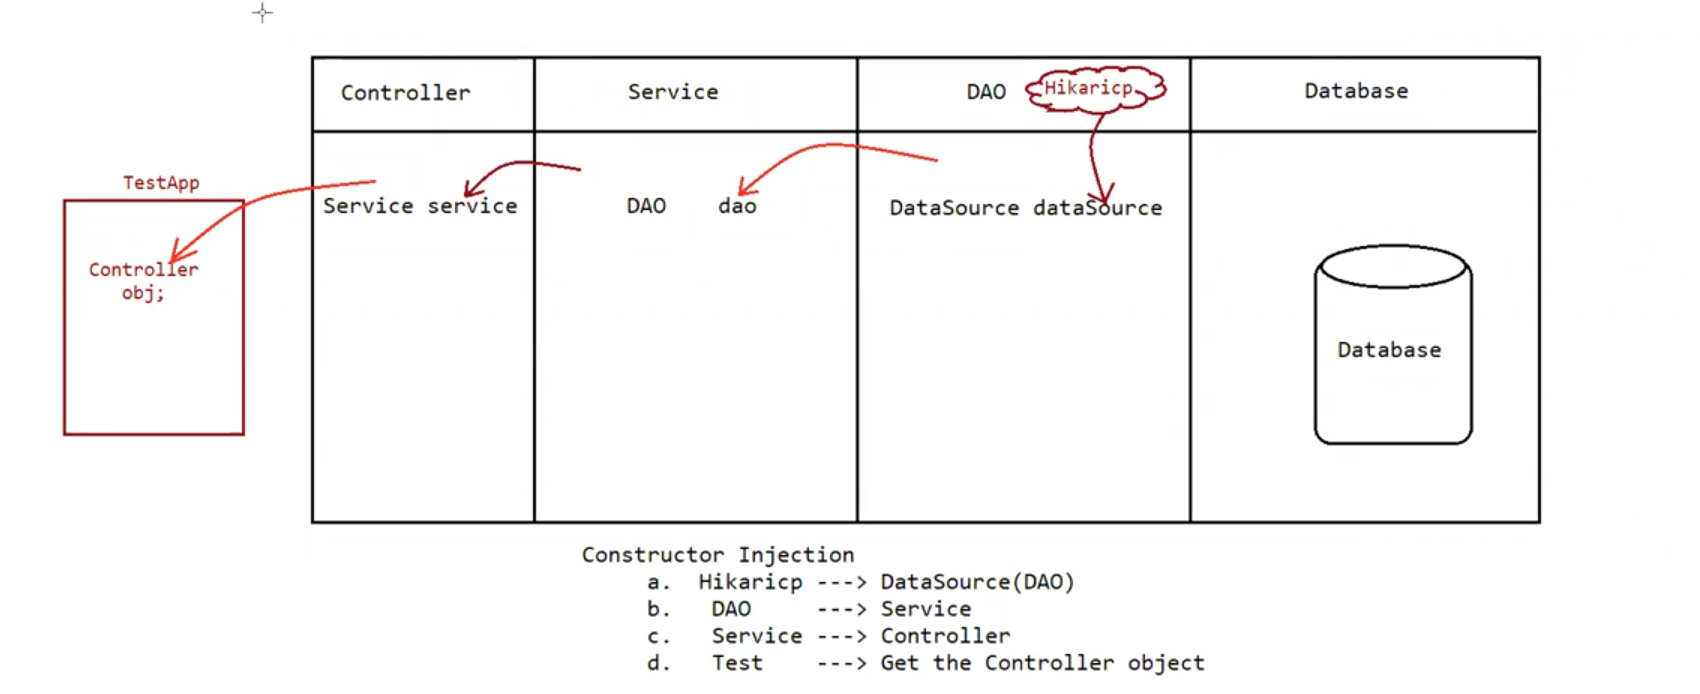 Controller
Service
DAO
Hikaricp
Database
TestApp
Controller
obj;
Service service
DAO dao
DataSource dataSource
Database
Constructor Injection
a. Hikaricp ---> DataSource(DAO)
b. DAO ---> Service
c. Service ---> Controller
d. Test ---> Get the Controller object